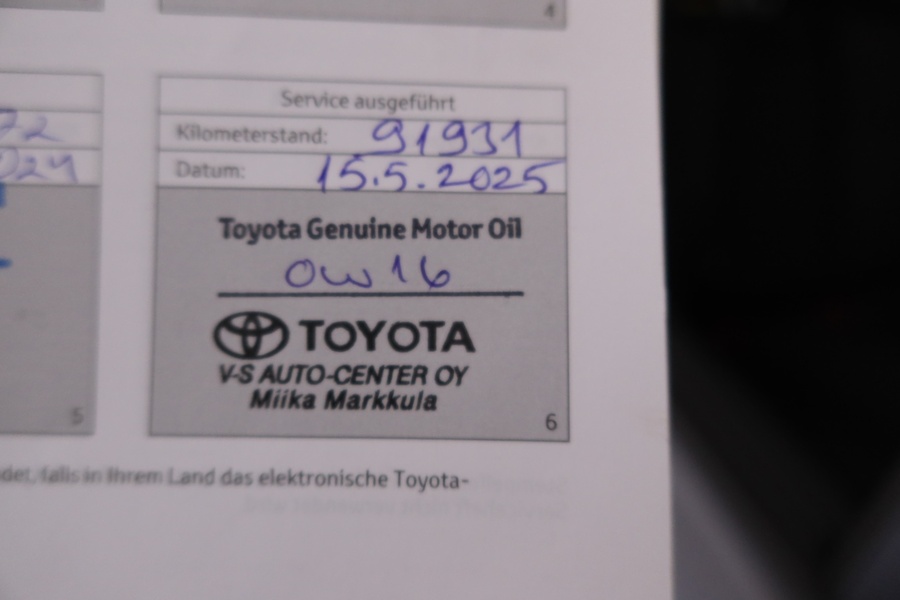 4
Service ausgeführt
Kilometerstand: 91931
Datum: 15.5.2025
Toyota Genuine Motor Oil
0W16
TOYOTA
V-S AUTO-CENTER OY
Miika Markkula
5
6
falls in Ihrem Land das elektronische Toyota-